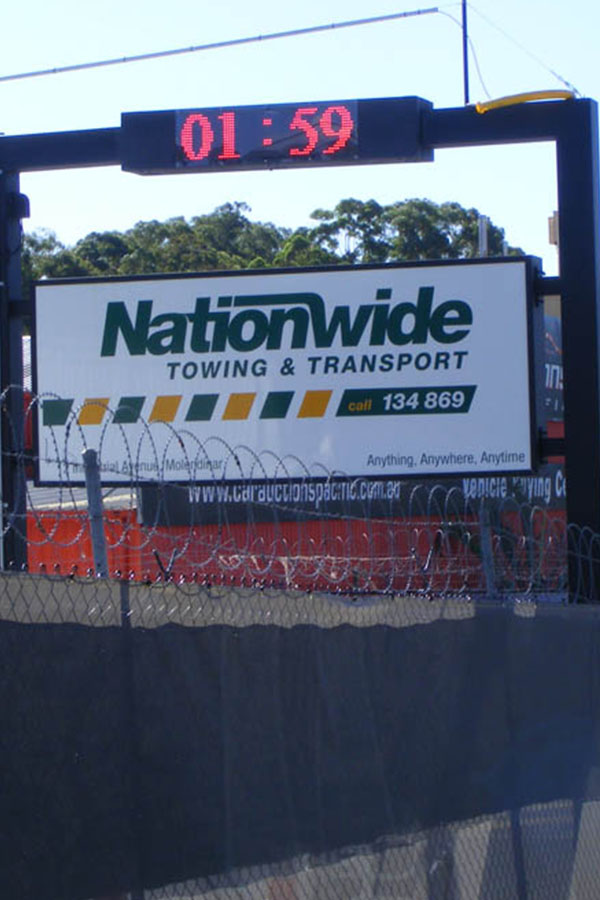 01:59
Nationwide
TOWING & TRANSPORT
call 134 869
Avenue, Molendinar
Anything, Anywhere, Anytime
www.carauctionspacific.com.au
Vehicle Buying